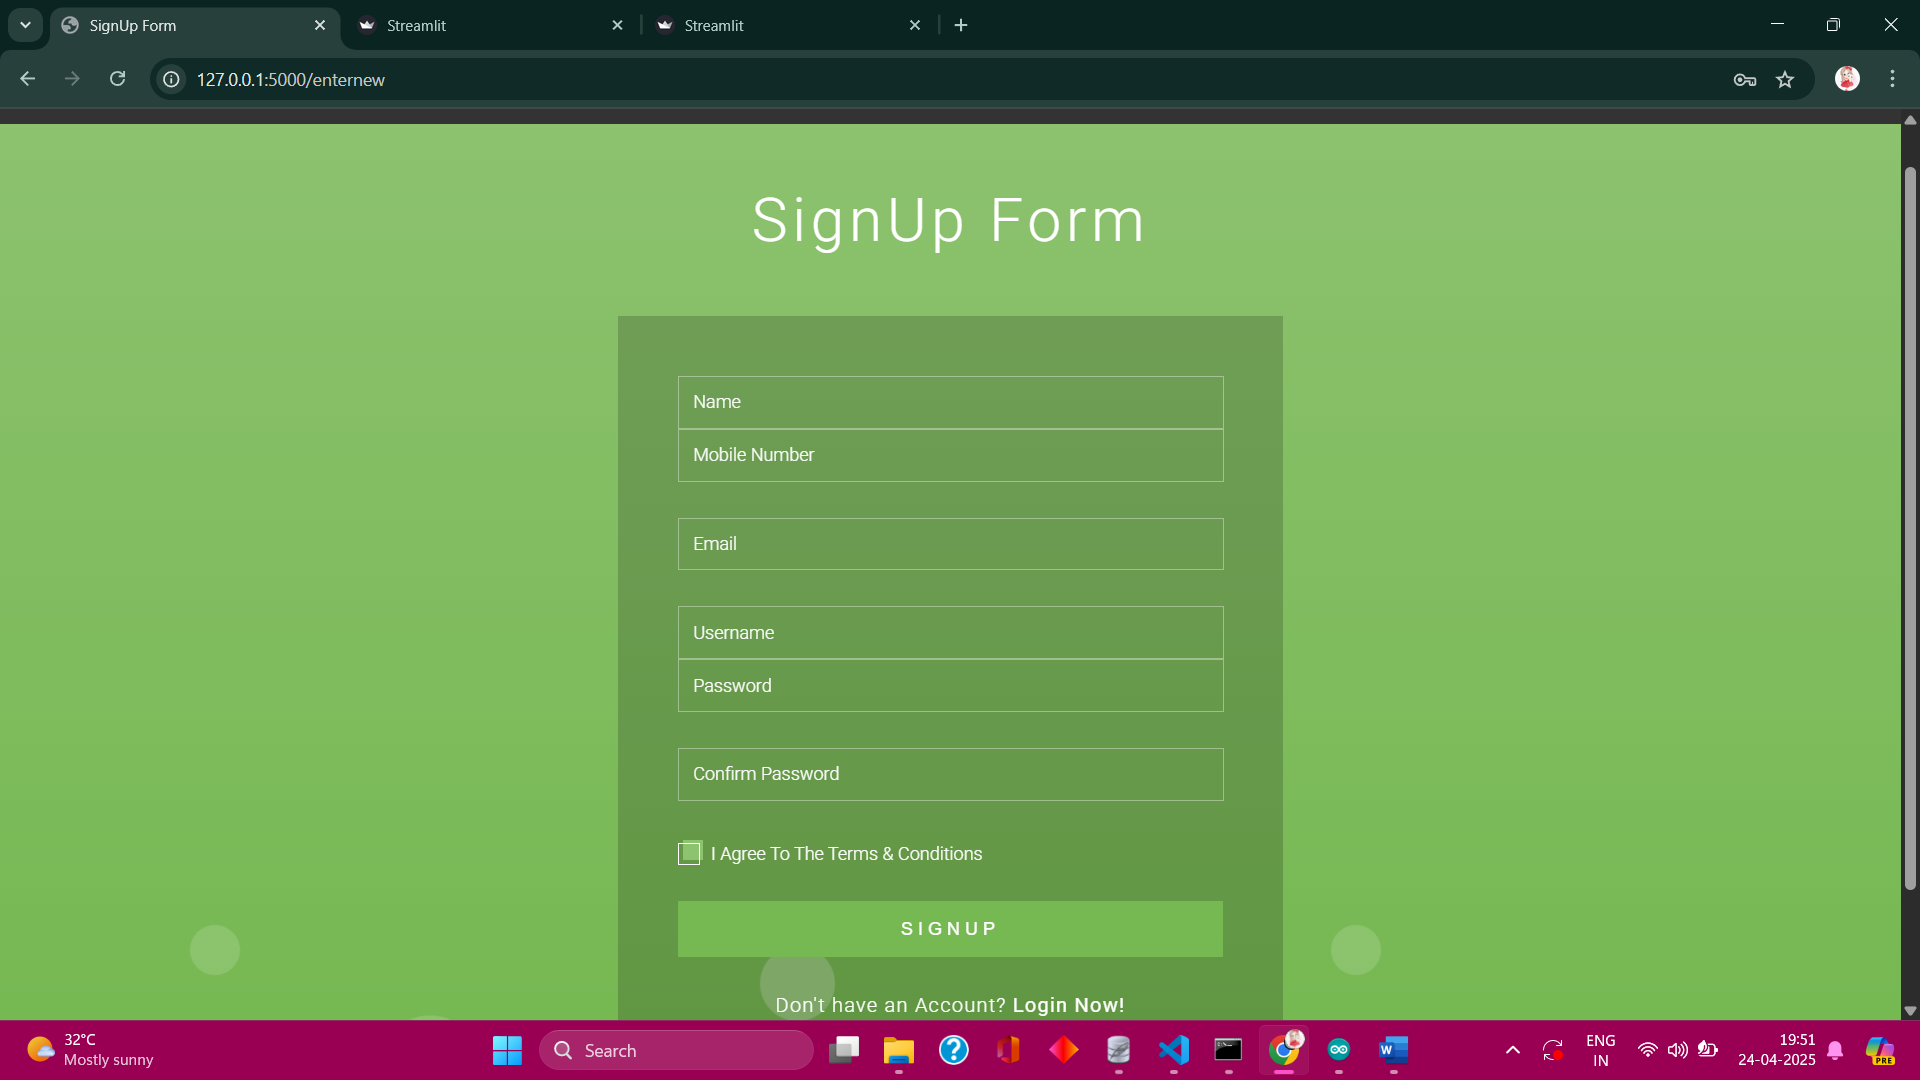 SignUp Form
Streamlit
Streamlit
127.0.0.1:5000/enternew
SignUp Form
Name
Mobile Number
Email
Username
Password
Confirm Password
I Agree To The Terms & Conditions
SIGNUP
Don't have an Account? Login Now!
32°C
Mostly sunny
Search
ENG
IN
19:51
24-04-2025
PRE